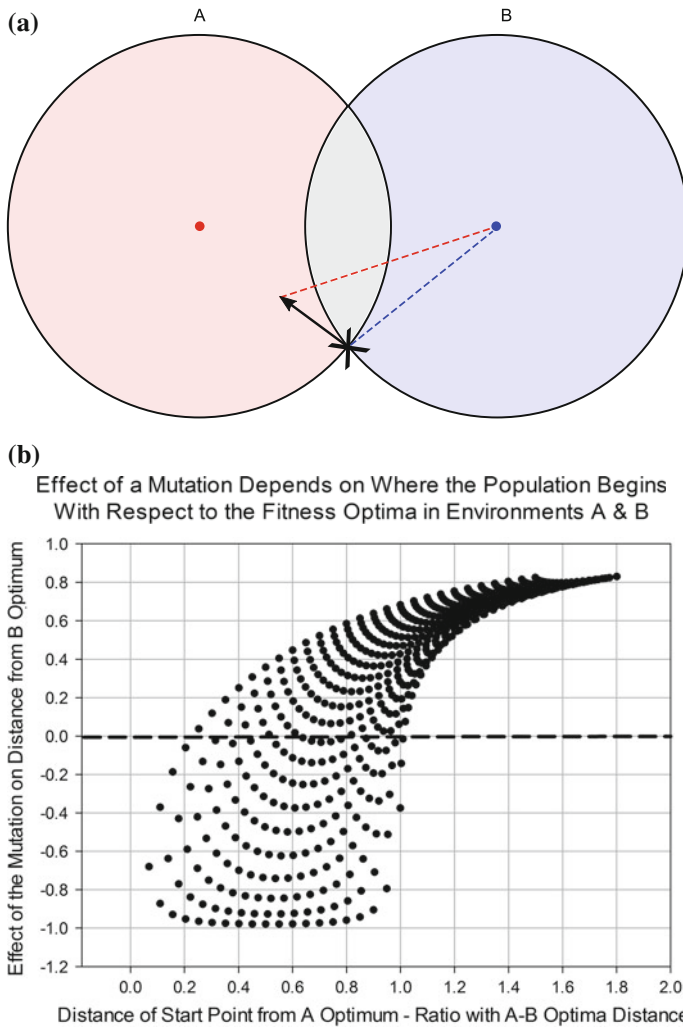 (a)
A
B
(b)
Effect of a Mutation Depends on Where the Population Begins
With Respect to the Fitness Optima in Environments A & B
Effect of the Mutation on Distance from B Optimum
1.0
0.8
0.6
0.4
0.2
0.0
-0.2
-0.4
-0.6
-0.8
-1.0
-1.2
0.0 0.2 0.4 0.6 0.8 1.0 1.2 1.4 1.6 1.8 2.0
Distance of Start Point from A Optimum - Ratio with A-B Optima Distance